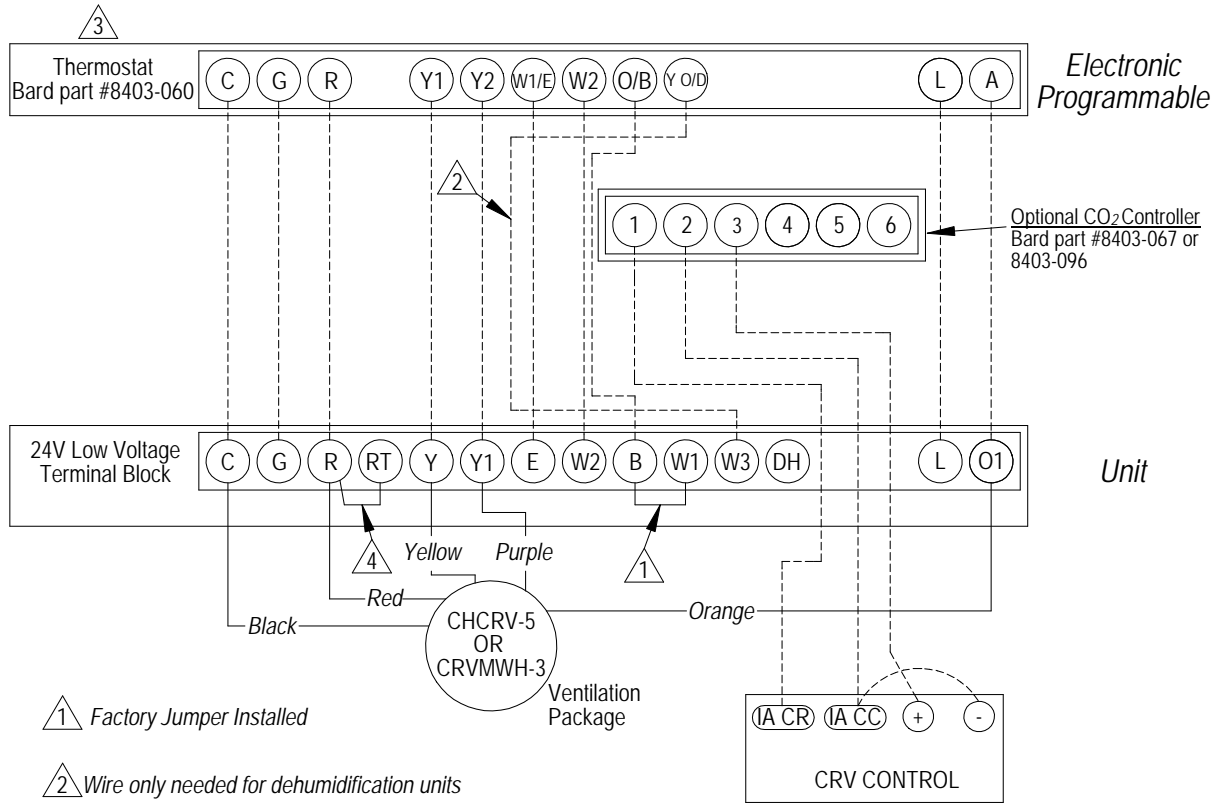 3
Thermostat
Bard part #8403-060
C G R Y1 Y2 W1/E W2 O/B Y O/D L A
Electronic
Programmable
2
1 2 3 4 5 6
Optional CO2 Controller
Bard part #8403-067 or
8403-096
24V Low Voltage
Terminal Block
C G R RT Y Y1 E W2 B W1 W3 DH L O1
Unit
4
Yellow Purple
1
Red
Black
Orange
CHCRV-5
OR
CRVMWH-3
Ventilation
Package
1 Factory Jumper Installed
IA CR IA CC + -
CRV CONTROL
2 Wire only needed for dehumidification units